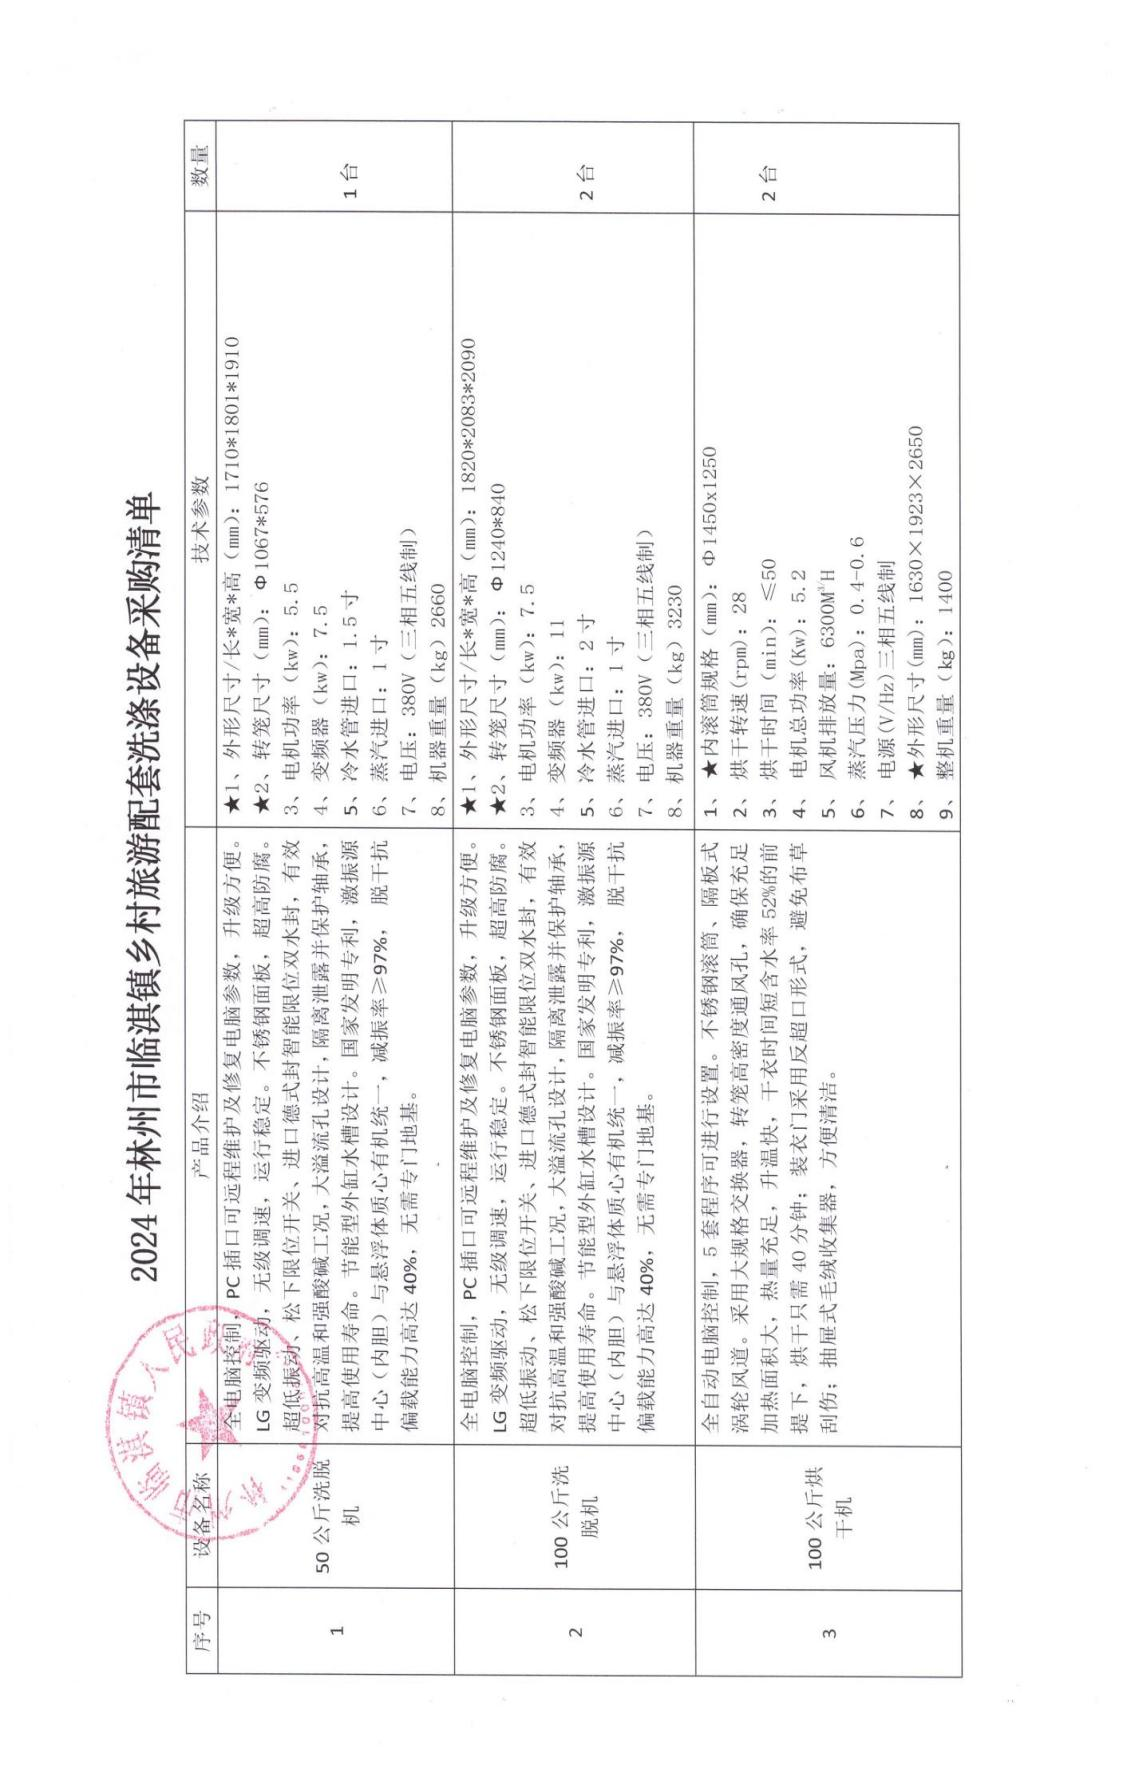 2024 年林州市临淇镇乡村旅游配套洗涤设备采购清单
序号 设备名称 产品介绍 技术参数 数量
1
50 公斤洗脱
机
全电脑控制，PC 插口可远程维护及修复电脑参数，升级方便。
LG 变频驱动，无级调速，运行稳定。不锈钢面板，超高防腐。
超低振动、松下限位开关、进口德式封智能限位双水封，有效
对抗高温和强酸碱工况，大溢流孔设计，隔离泄露并保护轴承，
提高使用寿命。节能型外缸水槽设计。国家发明专利，激振源
中心（内胆）与悬浮体质心有机统一，减振率≥97%，脱干抗
偏载能力高达 40%，无需专门地基。
★1、外形尺寸/长*宽*高（mm）：1710*1801*1910
★2、转笼尺寸（mm）：Φ1067*576
3、电机功率（kw）：5.5
4、变频器（kw）：7.5
5、冷水管进口：1.5 寸
6、蒸汽进口：1 寸
7、电压：380V（三相五线制）
8、机器重量（kg）2660
1 台
2
100 公斤洗
脱机
全电脑控制，PC 插口可远程维护及修复电脑参数，升级方便。
LG 变频驱动，无级调速，运行稳定。不锈钢面板，超高防腐。
超低振动、松下限位开关、进口德式封智能限位双水封，有效
对抗高温和强酸碱工况，大溢流孔设计，隔离泄露并保护轴承，
提高使用寿命。节能型外缸水槽设计。国家发明专利，激振源
中心（内胆）与悬浮体质心有机统一，减振率≥97%，脱干抗
偏载能力高达 40%，无需专门地基。
★1、外形尺寸/长*宽*高（mm）：1820*2083*2090
★2、转笼尺寸（mm）：Φ1240*840
3、电机功率（kw）：7.5
4、变频器（kw）：11
5、冷水管进口：2 寸
6、蒸汽进口：1 寸
7、电压：380V（三相五线制）
8、机器重量（kg）3230
2 台
3
100 公斤烘
干机
全自动电脑控制，5 套程序可进行设置。不锈钢滚筒、隔板式
涡轮风道。采用大规格交换器，转笼高密度通风孔，确保充足
加热面积大，热量充足，升温快，干衣时间短含水率 52%的前
提下，烘干只需 40 分钟；装衣门采用反超口形式，避免布草
刮伤；抽屉式毛绒收集器，方便清洁。
1、★内滚筒规格（mm）：Φ1450x1250
2、烘干转速(rpm)：28
3、烘干时间（min）：≤50
4、电机总功率(Kw)：5.2
5、风机排放量：6300M³/H
6、蒸汽压力(Mpa)：0.4-0.6
7、电源(V/Hz)三相五线制
8、★外形尺寸(mm)：1630×1923×2650
9、整机重量（kg）：1400
2 台